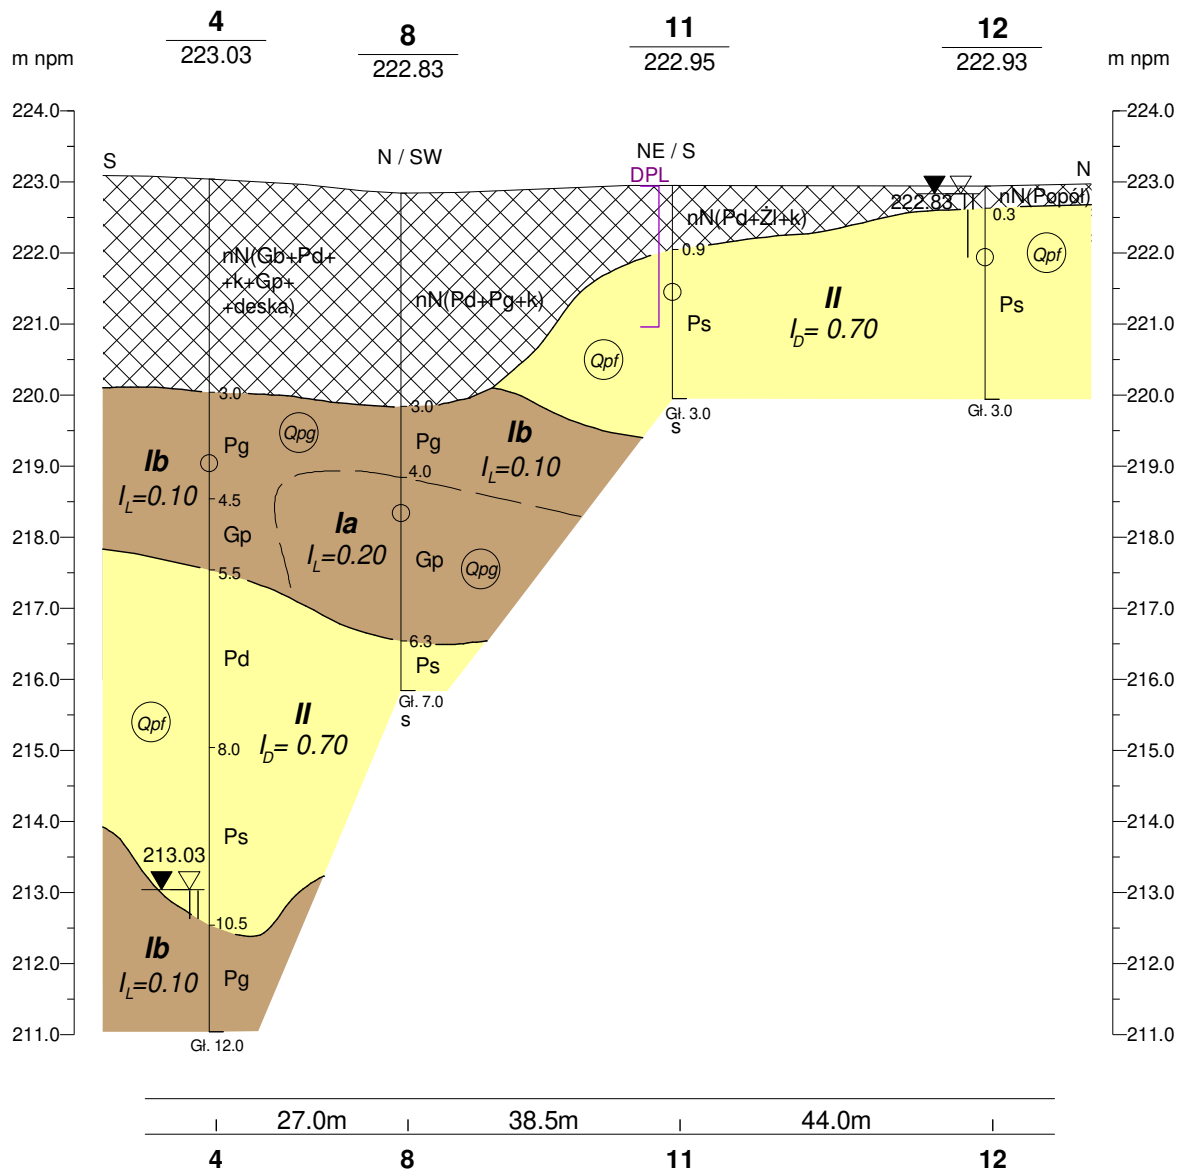 4
8
11
12
223.03
222.83
222.95
222.93
m npm
m npm
224.0
224.0
S
N / SW
NE / S
N
DPL
223.0
223.0
222.83
nN(Popół)
nN(Pd+Żl+k)
0.3
222.0
222.0
nN(Gb+Pd+
+k+Gp+
+deska)
0.9
Qpf
nN(Pd+Pg+k)
II
I_D= 0.70
Ps
Ps
221.0
221.0
Qpf
220.0
220.0
3.0
3.0
Gł. 3.0
s
Gł. 3.0
Pg
Qpg
Pg
Ib
I_L=0.10
219.0
219.0
Ib
I_L=0.10
4.0
4.5
218.0
218.0
Gp
Ia
I_L=0.20
Gp
Qpg
5.5
217.0
217.0
6.3
Pd
Ps
216.0
216.0
Gł. 7.0
s
Qpf
II
I_D= 0.70
215.0
215.0
8.0
214.0
214.0
Ps
213.03
213.0
213.0
10.5
Ib
I_L=0.10
Pg
212.0
212.0
211.0
211.0
Gł. 12.0
27.0m
38.5m
44.0m
4
8
11
12